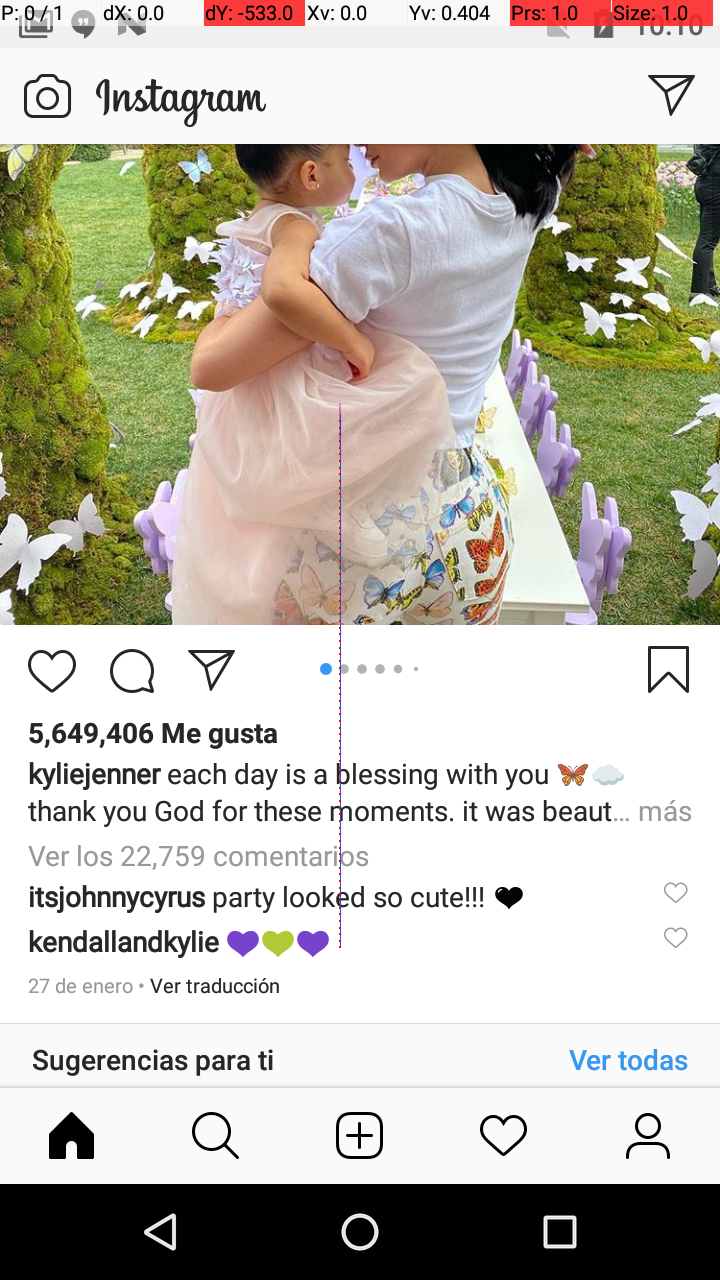 P: 0 / 1 dX: 0.0 dY: -533.0 Xv: 0.0 Yv: 0.404 Prs: 1.0 Size: 1.0
10:10
Instagram
5,649,406 Me gusta
kyliejenner each day is a blessing with you 🦋☁️
thank you God for these moments. it was beaut... más
Ver los 22,759 comentarios
itsjohnnycyrus party looked so cute!!! 🖤
kendallandkylie 💜💚💜
27 de enero • Ver traducción
Sugerencias para ti Ver todas